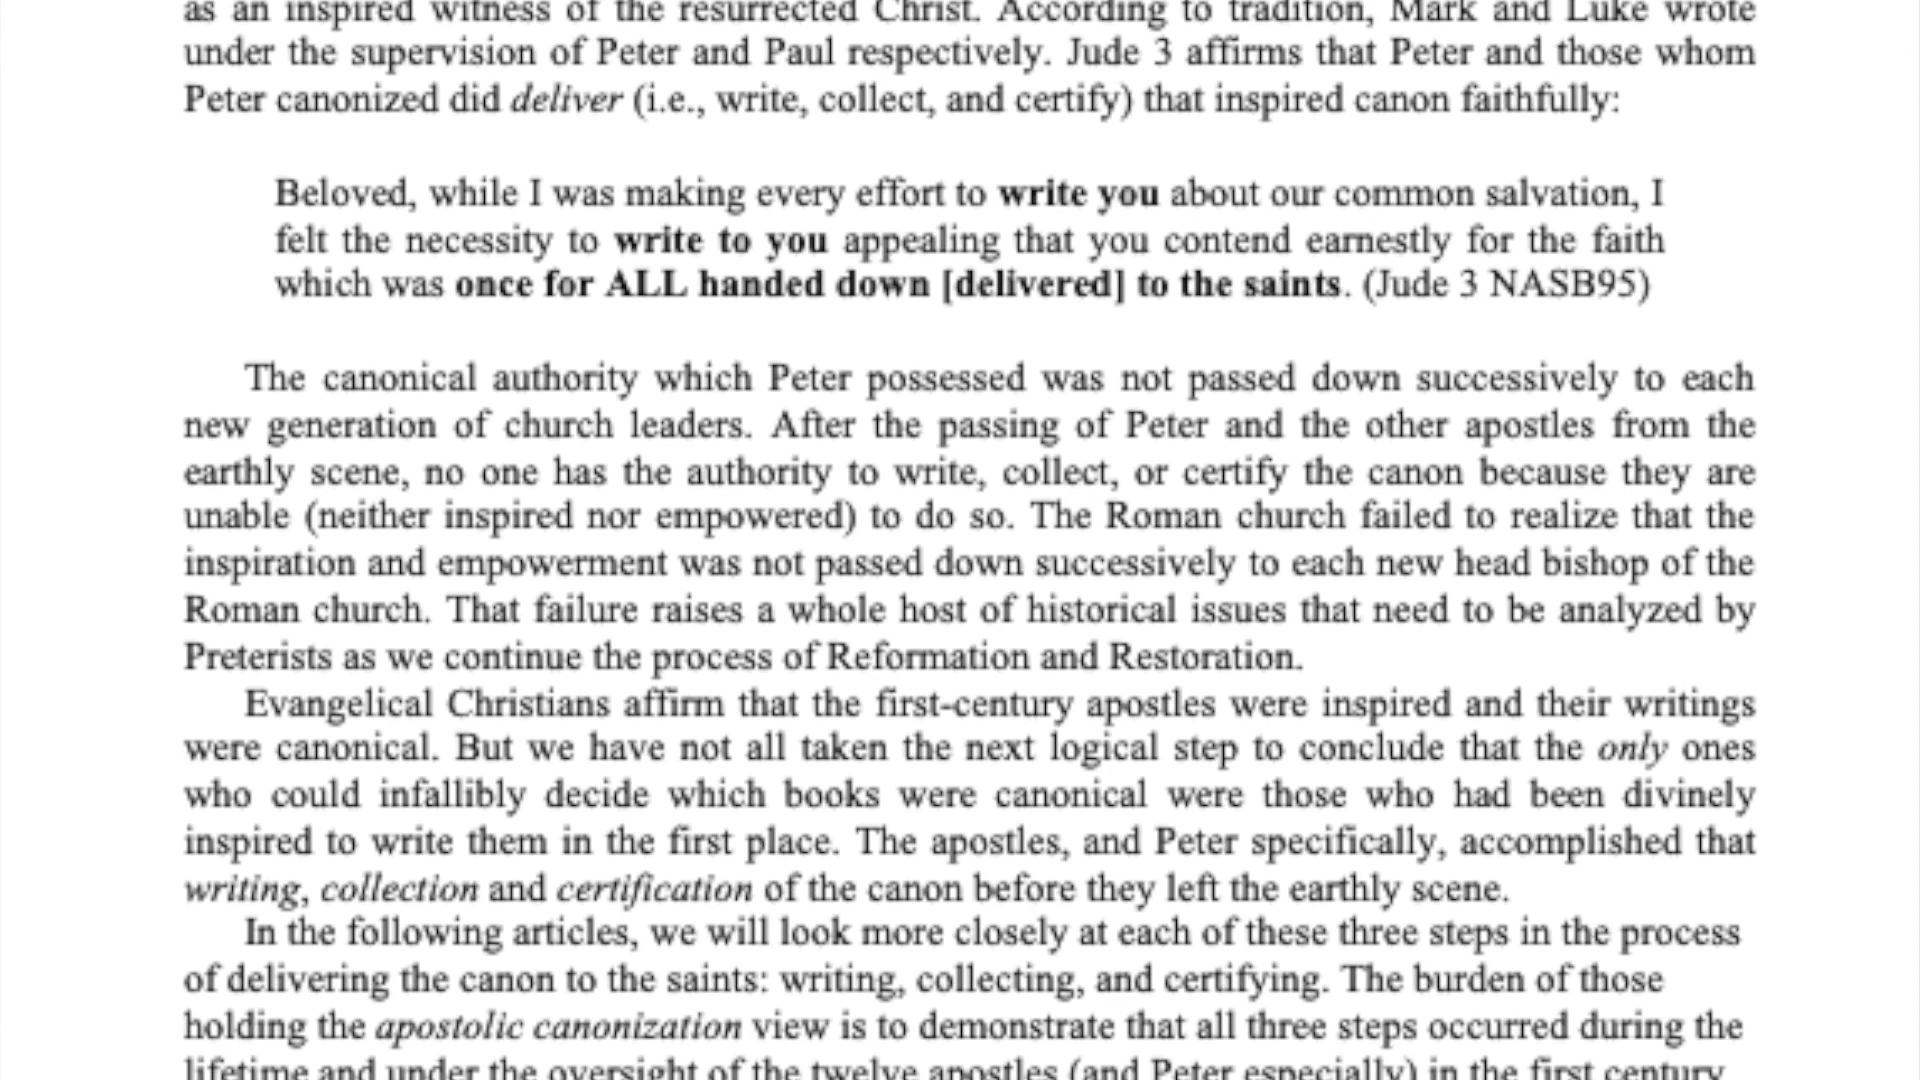 as an inspired witness of the resurrected Christ. According to tradition, Mark and Luke wrote
under the supervision of Peter and Paul respectively. Jude 3 affirms that Peter and those whom
Peter canonized did deliver (i.e., write, collect, and certify) that inspired canon faithfully:
Beloved, while I was making every effort to write you about our common salvation, I
felt the necessity to write to you appealing that you contend earnestly for the faith
which was once for ALL handed down [delivered] to the saints. (Jude 3 NASB95)
The canonical authority which Peter possessed was not passed down successively to each
new generation of church leaders. After the passing of Peter and the other apostles from the
earthly scene, no one has the authority to write, collect, or certify the canon because they are
unable (neither inspired nor empowered) to do so. The Roman church failed to realize that the
inspiration and empowerment was not passed down successively to each new head bishop of the
Roman church. That failure raises a whole host of historical issues that need to be analyzed by
Preterists as we continue the process of Reformation and Restoration.
Evangelical Christians affirm that the first-century apostles were inspired and their writings
were canonical. But we have not all taken the next logical step to conclude that the only ones
who could infallibly decide which books were canonical were those who had been divinely
inspired to write them in the first place. The apostles, and Peter specifically, accomplished that
writing, collection and certification of the canon before they left the earthly scene.
In the following articles, we will look more closely at each of these three steps in the process
of delivering the canon to the saints: writing, collecting, and certifying. The burden of those
holding the apostolic canonization view is to demonstrate that all three steps occurred during the
lifetime and under the oversight of the twelve apostles (and Peter especially) in the first century